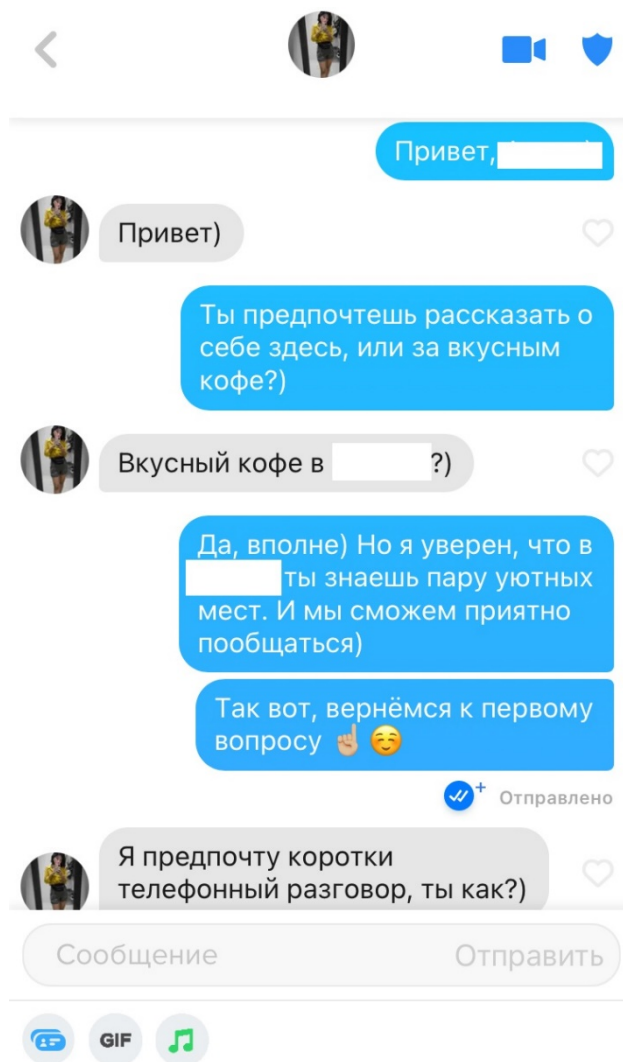 Привет,
Привет)
Ты предпочтешь рассказать о
себе здесь, или за вкусным
кофе?)
Вкусный кофе в ?)
Да, вполне) Но я уверен, что в
ты знаешь пару уютных
мест. И мы сможем приятно
пообщаться)
Так вот, вернёмся к первому
вопросу ☝🏼 ☺️
Отправлено
Я предпочту коротки
телефонный разговор, ты как?)
Сообщение Отправить
GIF